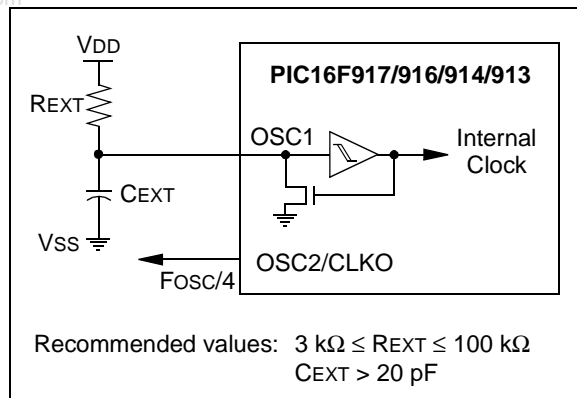 VDD
PIC16F917/916/914/913
REXT
OSC1
Internal
Clock
CEXT
VSS
OSC2/CLKO
FOSC/4
Recommended values: 3 kΩ ≤ REXT ≤ 100 kΩ
CEXT > 20 pF